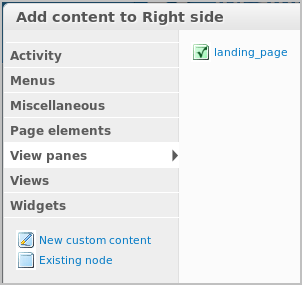 Add content to Right side
Activity
Menus
Miscellaneous
Page elements
View panes
Views
Widgets
New custom content
Existing node
landing_page